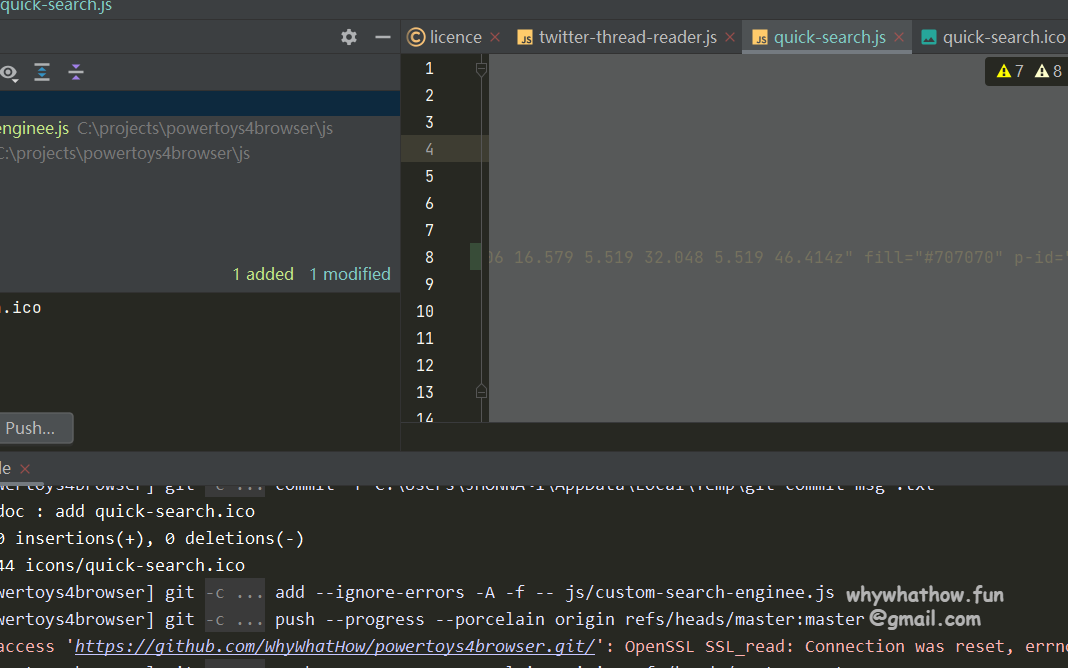 quick-search.js
licence
twitter-thread-reader.js
quick-search.js
quick-search.ico
7 8
1
2
3
enginee.js C:\projects\powertoys4browser\js
4
C:\projects\powertoys4browser\js
5
6
7
8
06 16.579 5.519 32.048 5.519 46.414z" fill="#707070" p-id="
1 added 1 modified
9
.ico
10
11
12
13
14
Push...
le
wertoys4browser] git -c ... commit -F C:\Users\JHONNA~1\AppData\Local\Temp\git-commit-msg-.txt
doc : add quick-search.ico
0 insertions(+), 0 deletions(-)
44 icons/quick-search.ico
wertoys4browser] git -c ... add --ignore-errors -A -f -- js/custom-search-enginee.js
whywhathow.fun
wertoys4browser] git -c ... push --progress --porcelain origin refs/heads/master:master
@gmail.com
access 'https://github.com/WhyWhatHow/powertoys4browser.git/': OpenSSL SSL_read: Connection was reset, errno